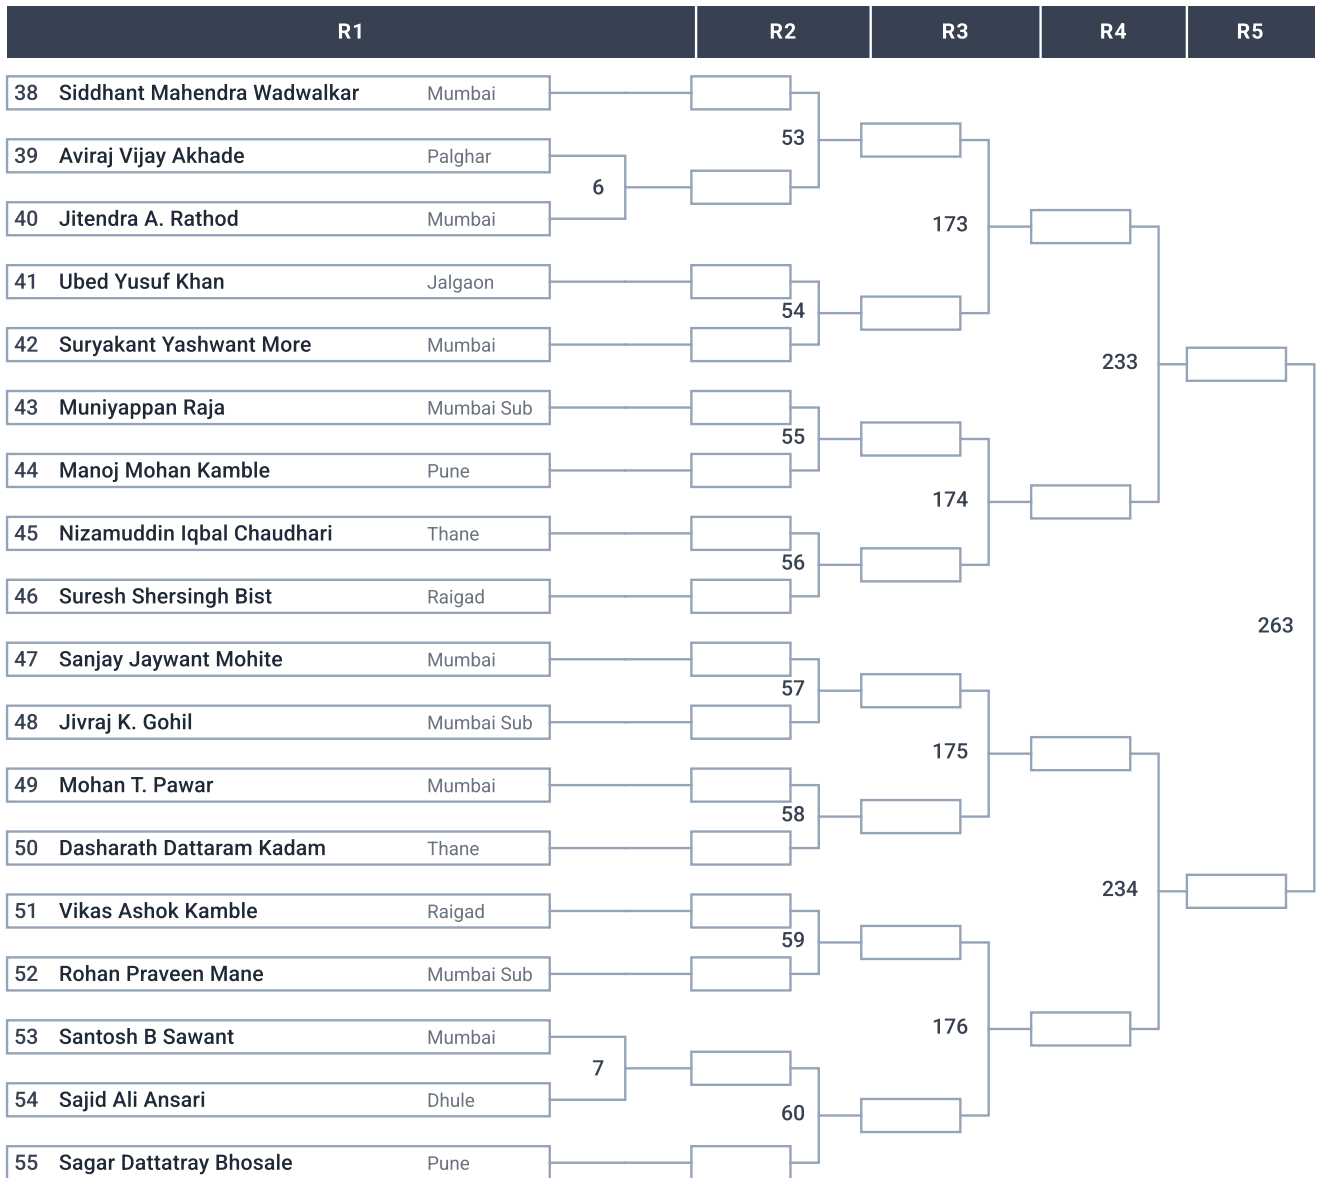 R1 R2 R3 R4 R5
38 Siddhant Mahendra Wadwalkar Mumbai
53
39 Aviraj Vijay Akhade Palghar
6
40 Jitendra A. Rathod Mumbai
173
41 Ubed Yusuf Khan Jalgaon
54
42 Suryakant Yashwant More Mumbai
233
43 Muniyappan Raja Mumbai Sub
55
44 Manoj Mohan Kamble Pune
174
45 Nizamuddin Iqbal Chaudhari Thane
56
46 Suresh Shersingh Bist Raigad
263
47 Sanjay Jaywant Mohite Mumbai
57
48 Jivraj K. Gohil Mumbai Sub
175
49 Mohan T. Pawar Mumbai
58
50 Dasharath Dattaram Kadam Thane
234
51 Vikas Ashok Kamble Raigad
59
52 Rohan Praveen Mane Mumbai Sub
176
53 Santosh B Sawant Mumbai
7
54 Sajid Ali Ansari Dhule
60
55 Sagar Dattatray Bhosale Pune